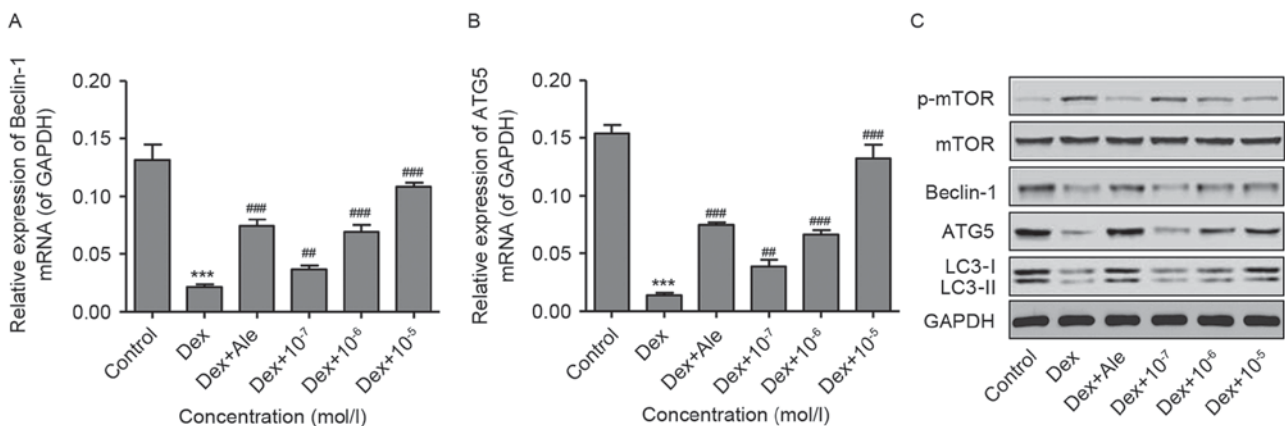 A
Relative expression of Beclin-1
mRNA (of GAPDH)
0.20
0.15
0.10
0.05
0.00
***
###
##
###
###
Control
Dex
Dex+Ale
Dex+10⁻⁷
Dex+10⁻⁶
Dex+10⁻⁵
Concentration (mol/l)
B
Relative expression of ATG5
mRNA (of GAPDH)
0.20
0.15
0.10
0.05
0.00
***
###
##
###
###
Control
Dex
Dex+Ale
Dex+10⁻⁷
Dex+10⁻⁶
Dex+10⁻⁵
Concentration (mol/l)
C
p-mTOR
mTOR
Beclin-1
ATG5
LC3-I
LC3-II
GAPDH
Control
Dex
Dex+Ale
Dex+10⁻⁷
Dex+10⁻⁶
Dex+10⁻⁵